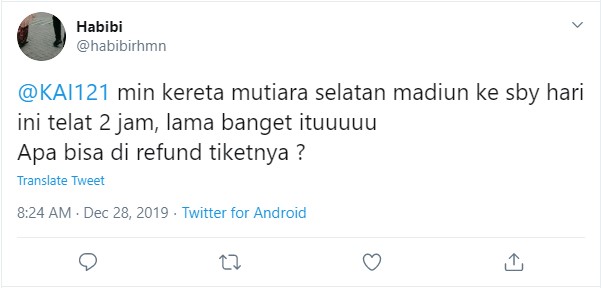 Habibi
@habibirhmn
@KAI121 min kereta mutiara selatan madiun ke sby hari
ini telat 2 jam, lama banget ituuuuu
Apa bisa di refund tiketnya ?
Translate Tweet
8:24 AM · Dec 28, 2019 · Twitter for Android